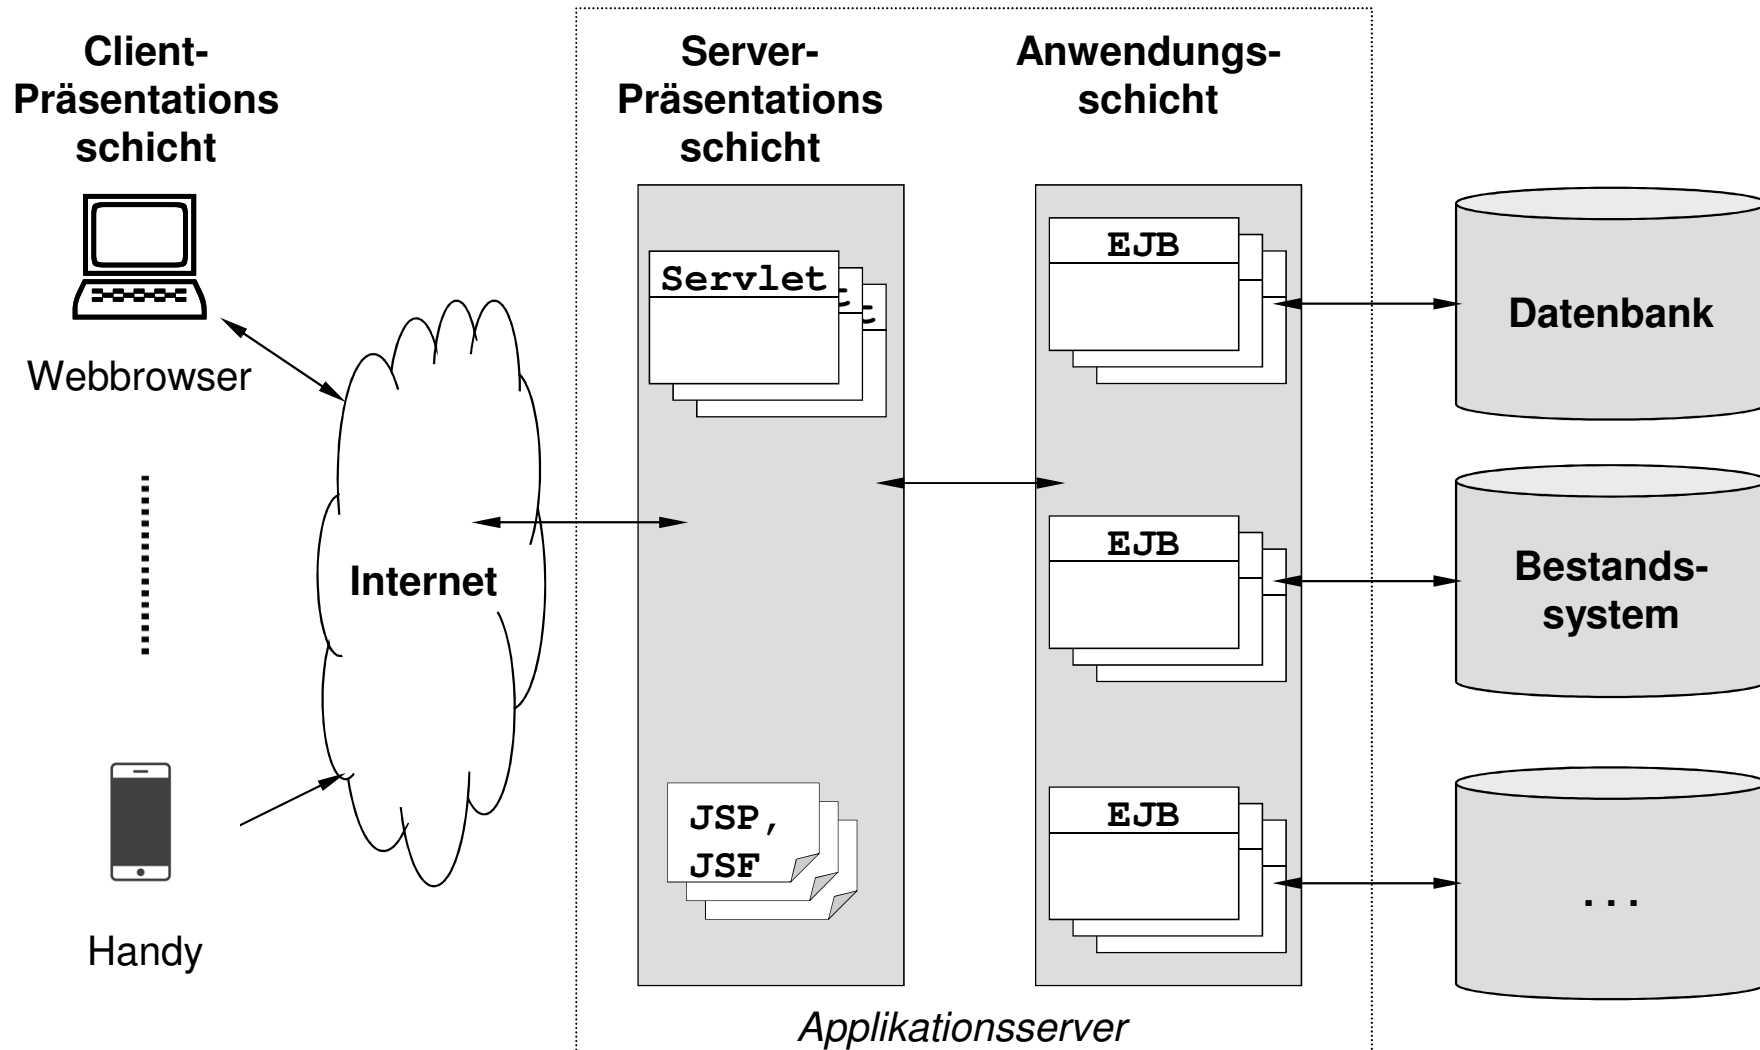 Client-
Präsentations
schicht
Webbrowser
Handy
Internet
Server-
Präsentations
schicht
Servlet
t
t
JSP,
JSF
Anwendungs-
schicht
EJB
EJB
EJB
Applikationsserver
Datenbank
Bestands-
system
...